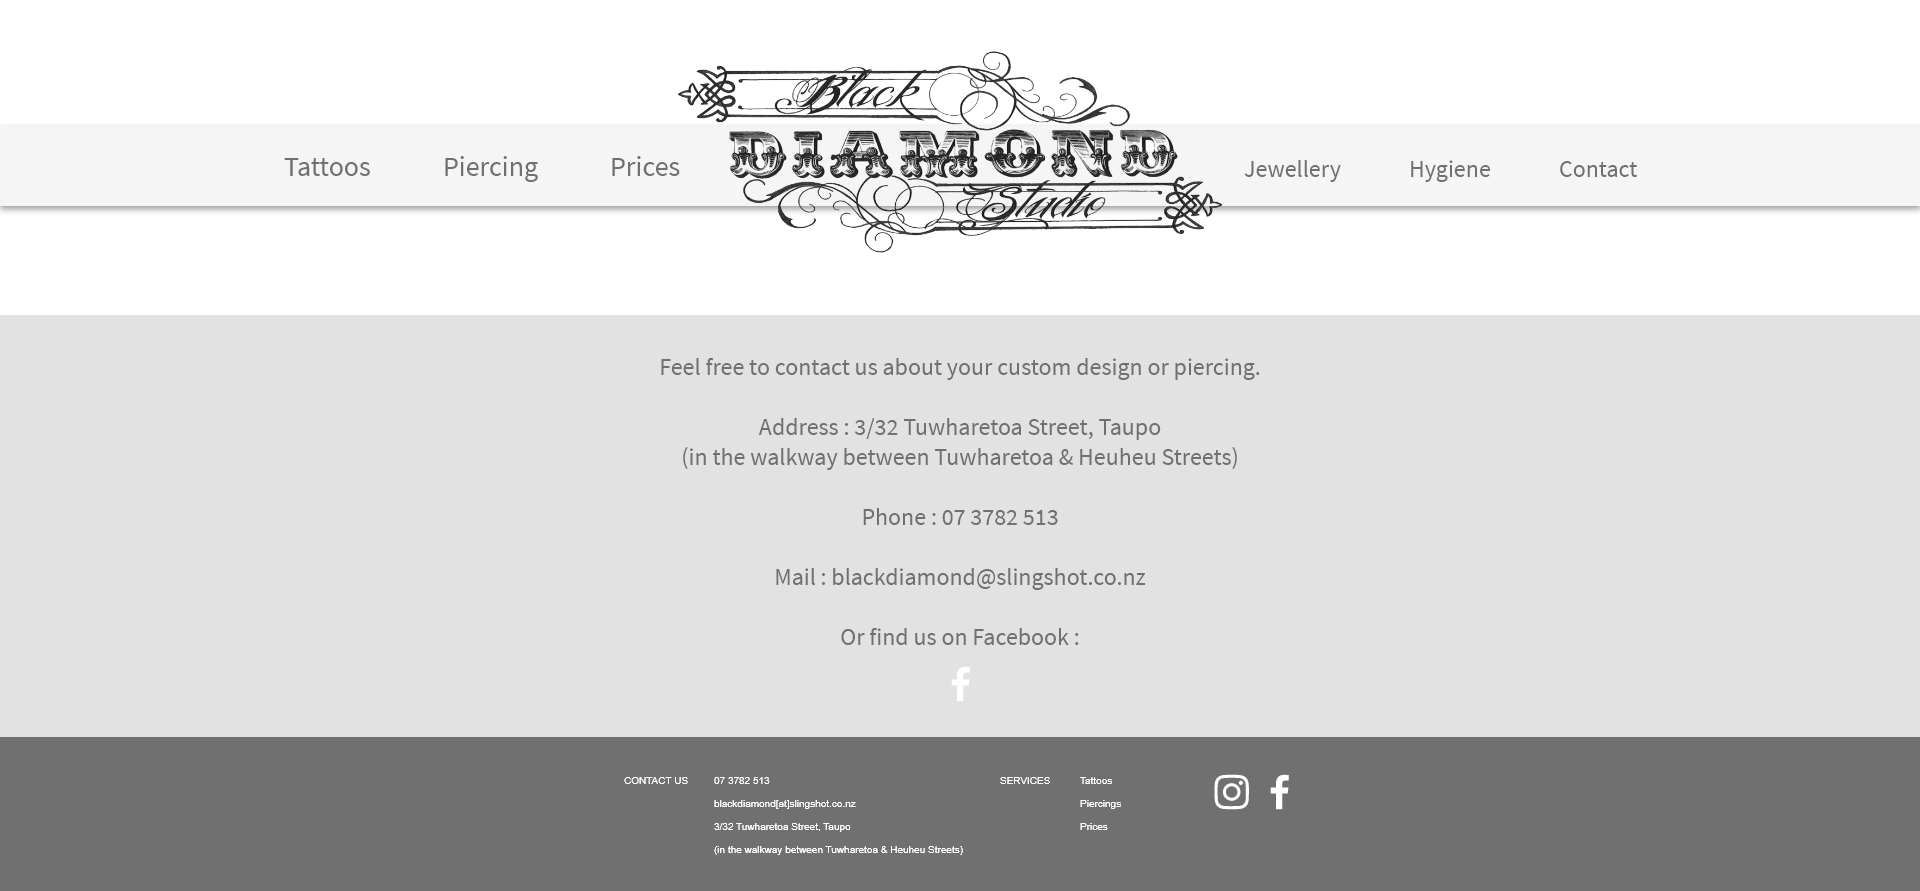 Black
DIAMOND
Studio
Tattoos Piercing Prices Jewellery Hygiene Contact
Feel free to contact us about your custom design or piercing.
Address : 3/32 Tuwharetoa Street, Taupo
(in the walkway between Tuwharetoa & Heuheu Streets)
Phone : 07 3782 513
Mail : blackdiamond@slingshot.co.nz
Or find us on Facebook :
CONTACT US
07 3782 513
blackdiamond[at]slingshot.co.nz
3/32 Tuwharetoa Street, Taupo
(in the walkway between Tuwharetoa & Heuheu Streets)
SERVICES
Tattoos
Piercings
Prices